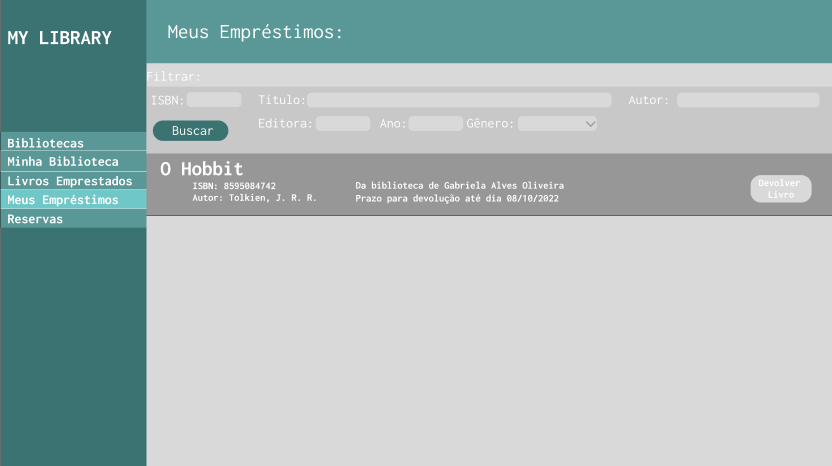 MY LIBRARY
Meus Empréstimos:
Filtrar:
ISBN: Título: Autor:
Editora: Ano: Gênero:
Buscar
Bibliotecas
Minha Biblioteca
Livros Emprestados
Meus Empréstimos
Reservas
O Hobbit
ISBN: 8595084742
Autor: Tolkien, J. R. R.
Da biblioteca de Gabriela Alves Oliveira
Prazo para devolução até dia 08/10/2022
Devolver
Livro